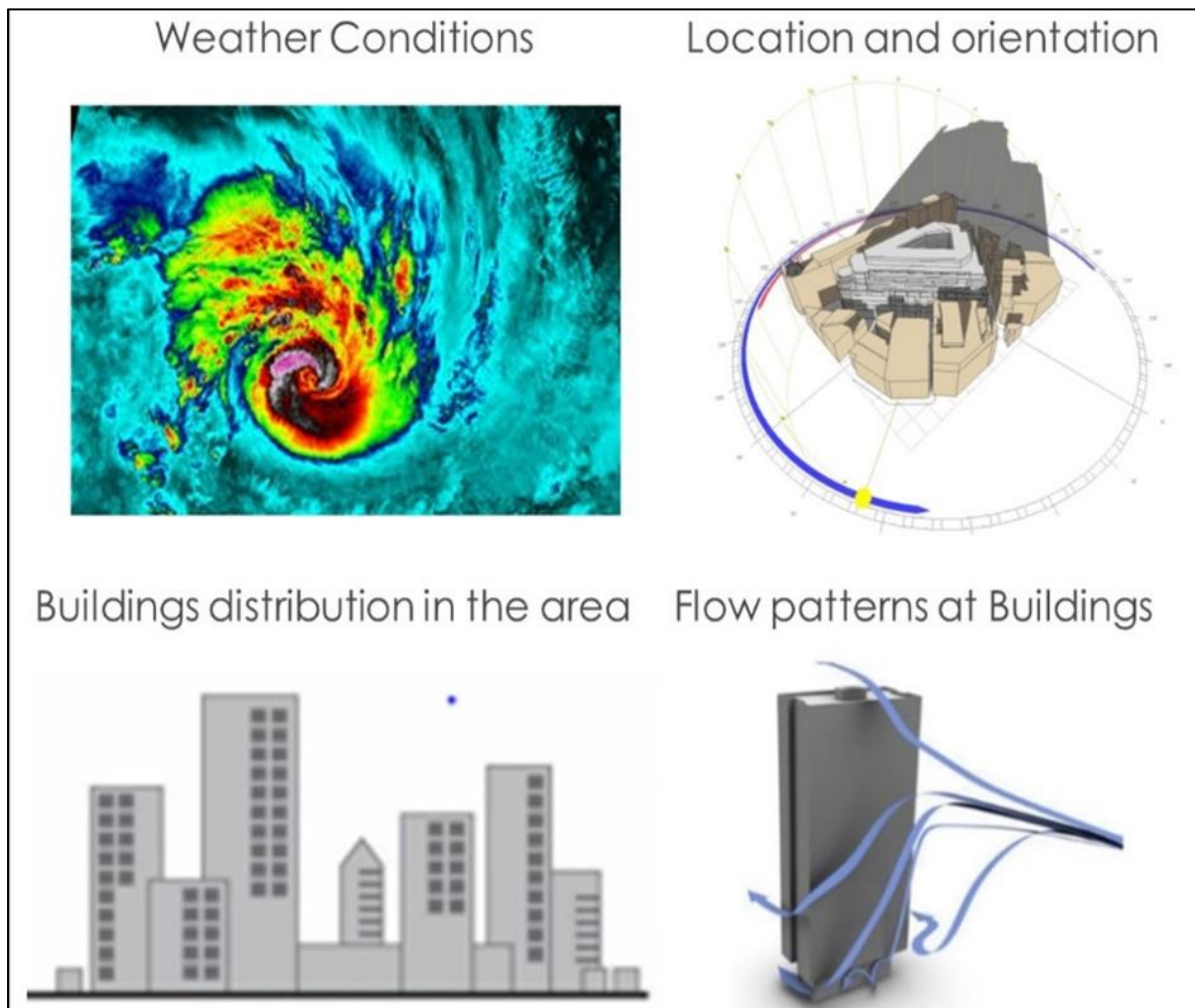 Weather Conditions
Location and orientation
Buildings distribution in the area
Flow patterns at Buildings